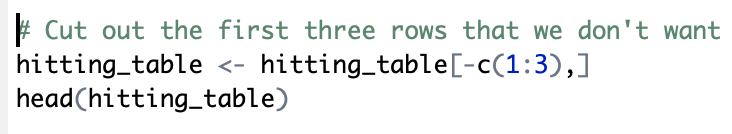 # Cut out the first three rows that we don't want
hitting_table <- hitting_table[-c(1:3),]
head(hitting_table)